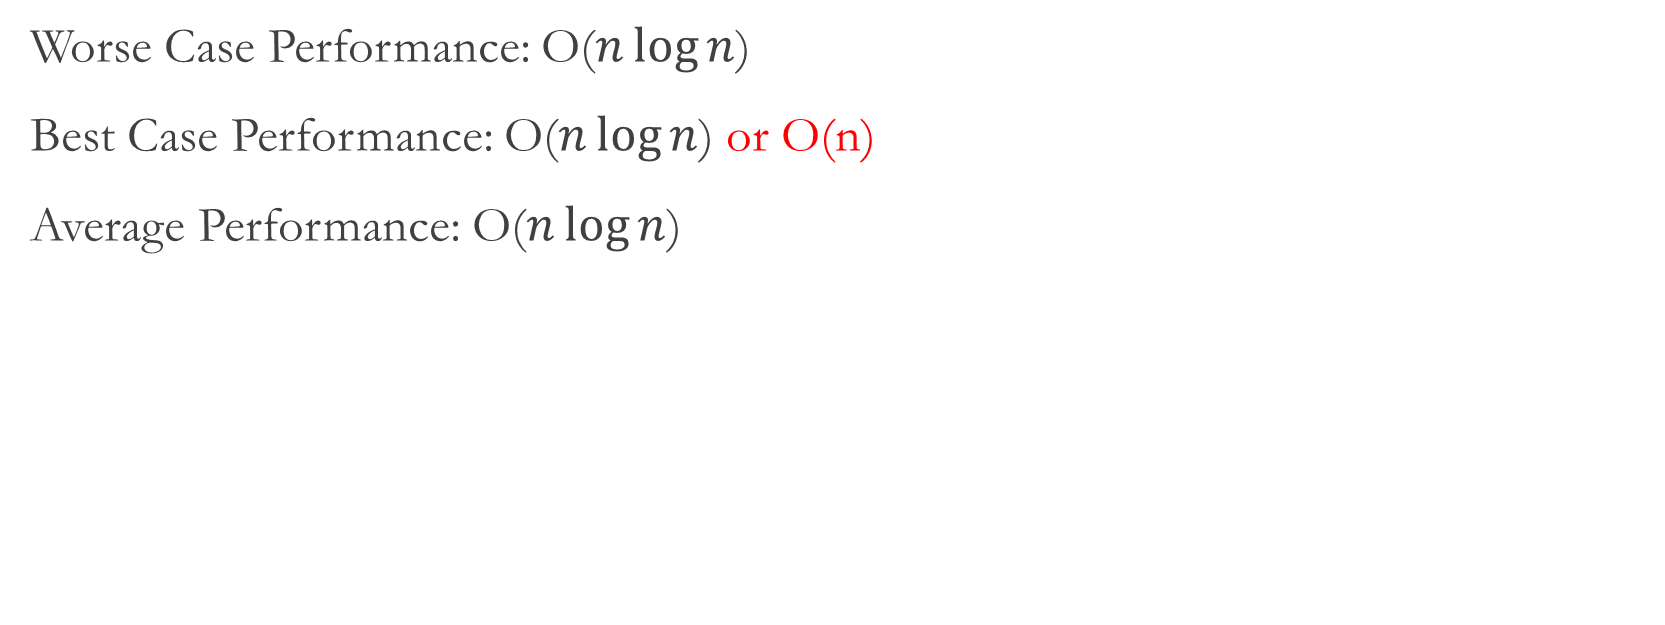 Worse Case Performance: O(n log n)
Best Case Performance: O(n log n) or O(n)
Average Performance: O(n log n)